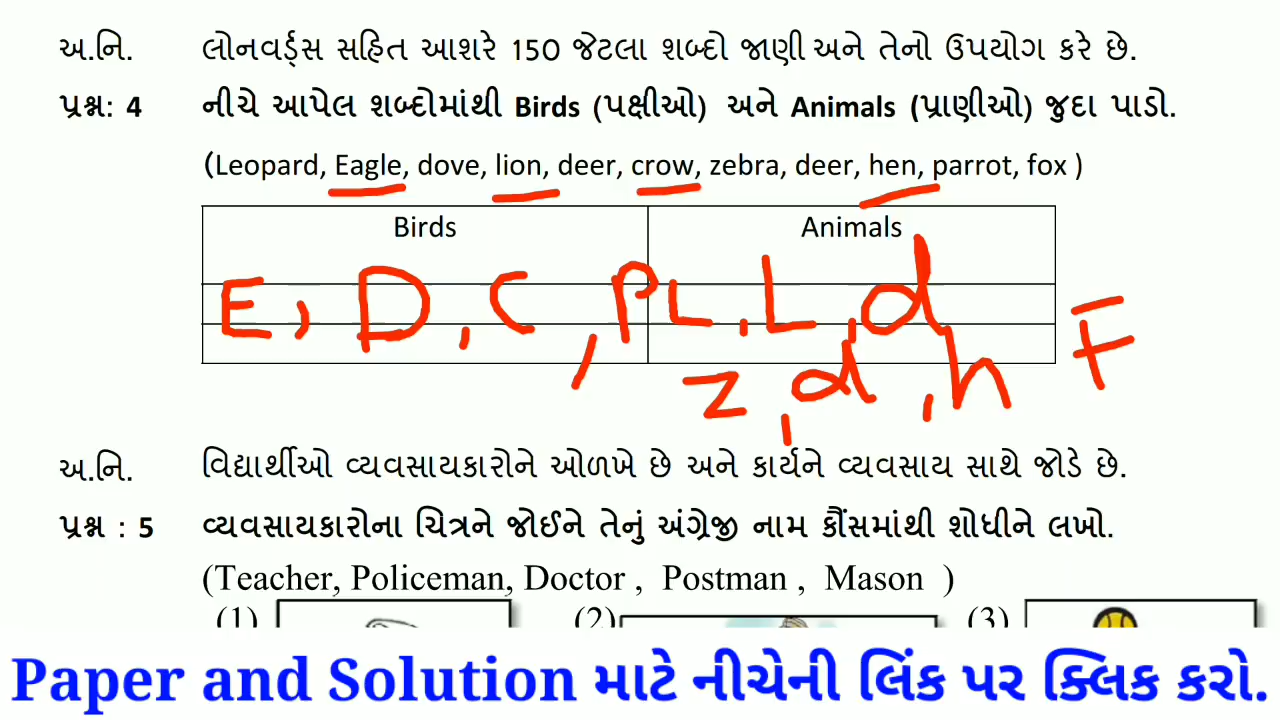 અ.નિ. લોનવર્ડ્સ સહિત આશરે 150 જેટલા શબ્દો જાણી અને તેનો ઉપયોગ કરે છે.
પ્રશ્ન: 4 નીચે આપેલ શબ્દોમાંથી Birds (પક્ષીઓ) અને Animals (પ્રાણીઓ) જુદા પાડો.
(Leopard, Eagle, dove, lion, deer, crow, zebra, deer, hen, parrot, fox )
Birds Animals
E, D, C, P L, L, d
z, d, h F
અ.નિ. વિદ્યાર્થીઓ વ્યવસાયકારોને ઓળખે છે અને કાર્યને વ્યવસાય સાથે જોડે છે.
પ્રશ્ન : 5 વ્યવસાયકારોના ચિત્રને જોઈને તેનું અંગ્રેજી નામ કૌંસમાંથી શોધીને લખો.
(Teacher, Policeman, Doctor , Postman , Mason )
(1) (2) (3)
Paper and Solution માટે નીચેની લિંક પર ક્લિક કરો.